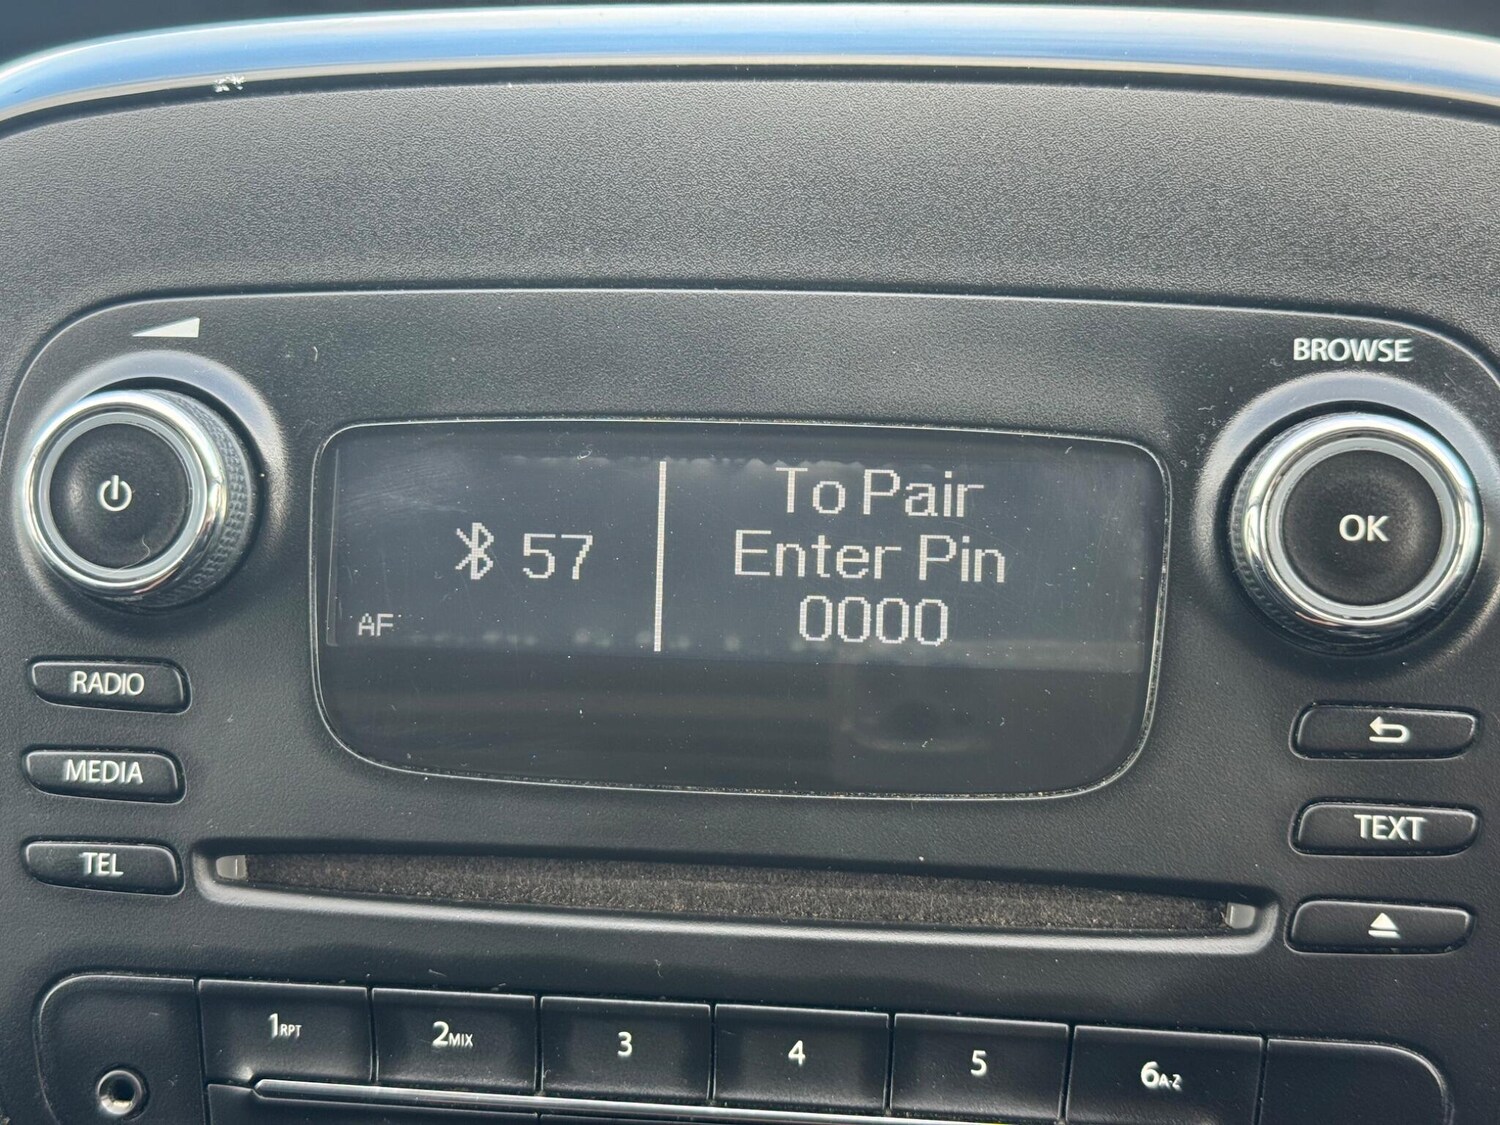 BROWSE
OK
To Pair
57
Enter Pin
0000
AF
RADIO
MEDIA
TEL
TEXT
1RPT
2MIX
3
4
5
6A-Z